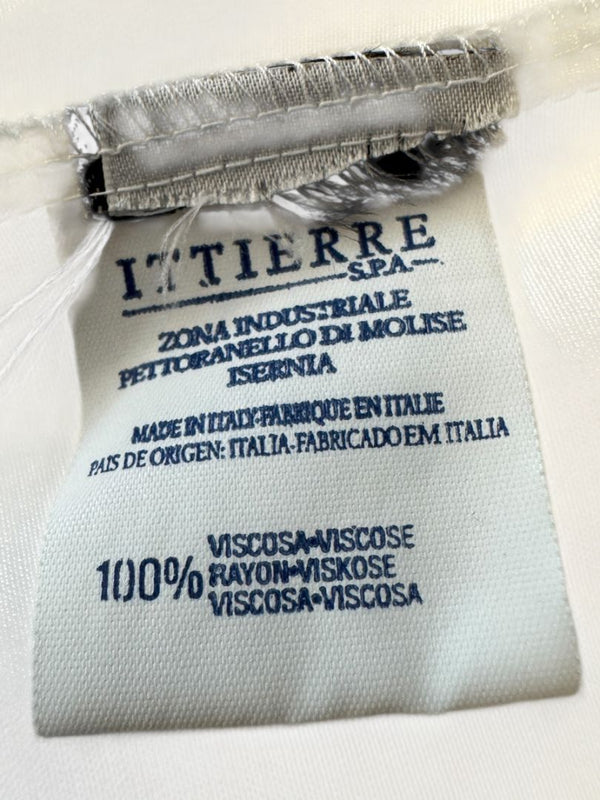 ITTIERRE
S.P.A.
ZONA INDUSTRIALE
PETTORANELLO DI MOLISE
ISERNIA
MADE IN ITALY-FABRIQUE EN ITALIE
PAIS DE ORIGEN: ITALIA-FABRICADO EM ITALIA
100% VISCOSA•VISCOSE
RAYON•VISKOSE
VISCOSA•VISCOSA